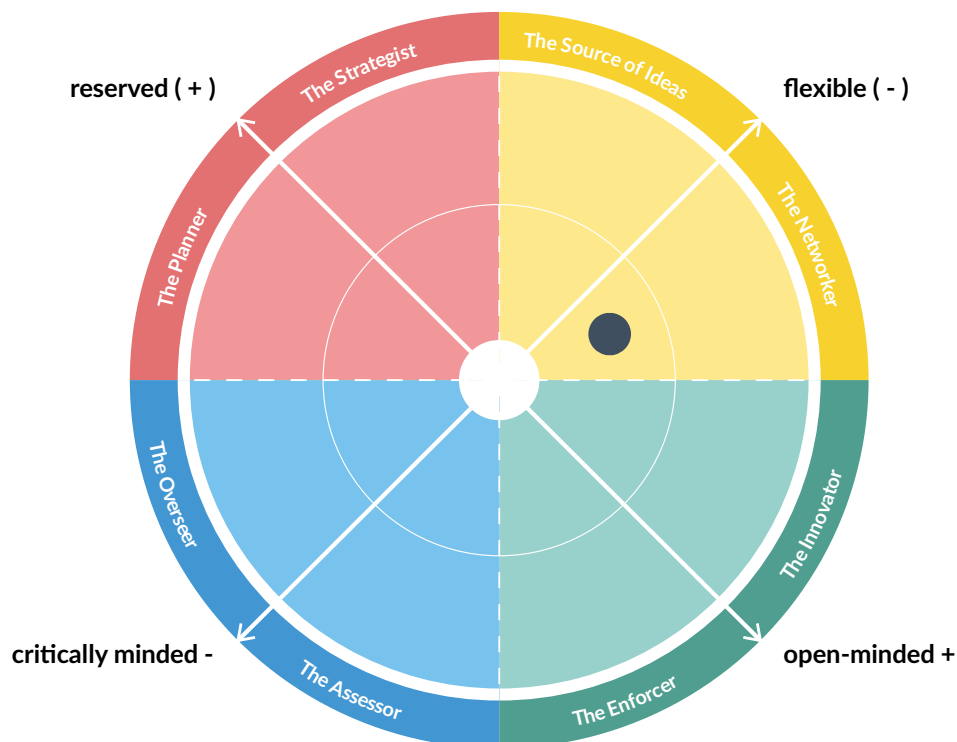 The Strategist
The Source of Ideas
reserved ( + )
flexible ( - )
The Planner
The Networker
The Overseer
The Innovator
critically minded -
open-minded +
The Assessor
The Enforcer